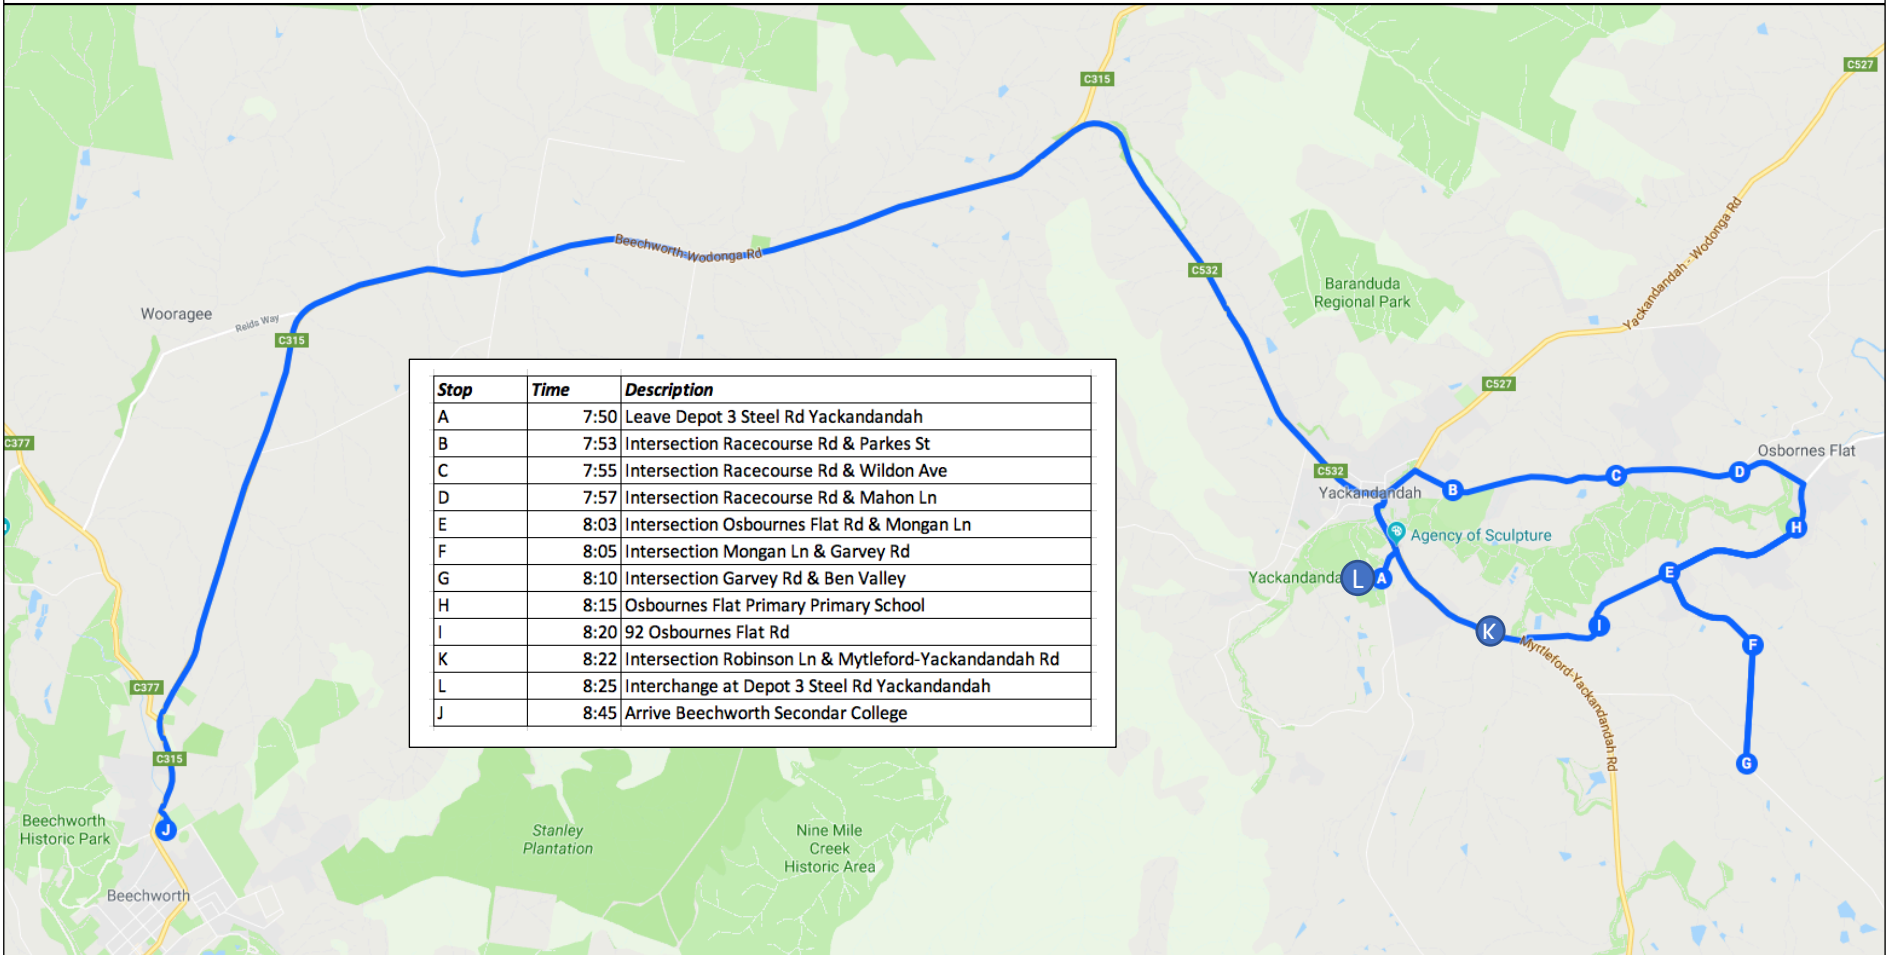 C315
C527
Beechworth-Wodonga Rd
C532
Yackandandah - Wodonga Rd
Baranduda
Regional Park
Wooragee
Reids Way
C315
C527
C377
Stop Time Description
A 7:50 Leave Depot 3 Steel Rd Yackandandah
B 7:53 Intersection Racecourse Rd & Parkes St
C 7:55 Intersection Racecourse Rd & Wildon Ave
D 7:57 Intersection Racecourse Rd & Mahon Ln
E 8:03 Intersection Osbournes Flat Rd & Mongan Ln
F 8:05 Intersection Mongan Ln & Garvey Rd
G 8:10 Intersection Garvey Rd & Ben Valley
H 8:15 Osbournes Flat Primary Primary School
I 8:20 92 Osbournes Flat Rd
K 8:22 Intersection Robinson Ln & Mytleford-Yackandandah Rd
L 8:25 Interchange at Depot 3 Steel Rd Yackandandah
J 8:45 Arrive Beechworth Secondar College
Osbornes Flat
C532
Yackandandah
B
C
D
H
Agency of Sculpture
Yackandanda
L
A
E
I
K
F
Myrtleford-Yackandandah Rd
G
C377
C315
J
Beechworth
Historic Park
Stanley
Plantation
Nine Mile
Creek
Historic Area
Beechworth